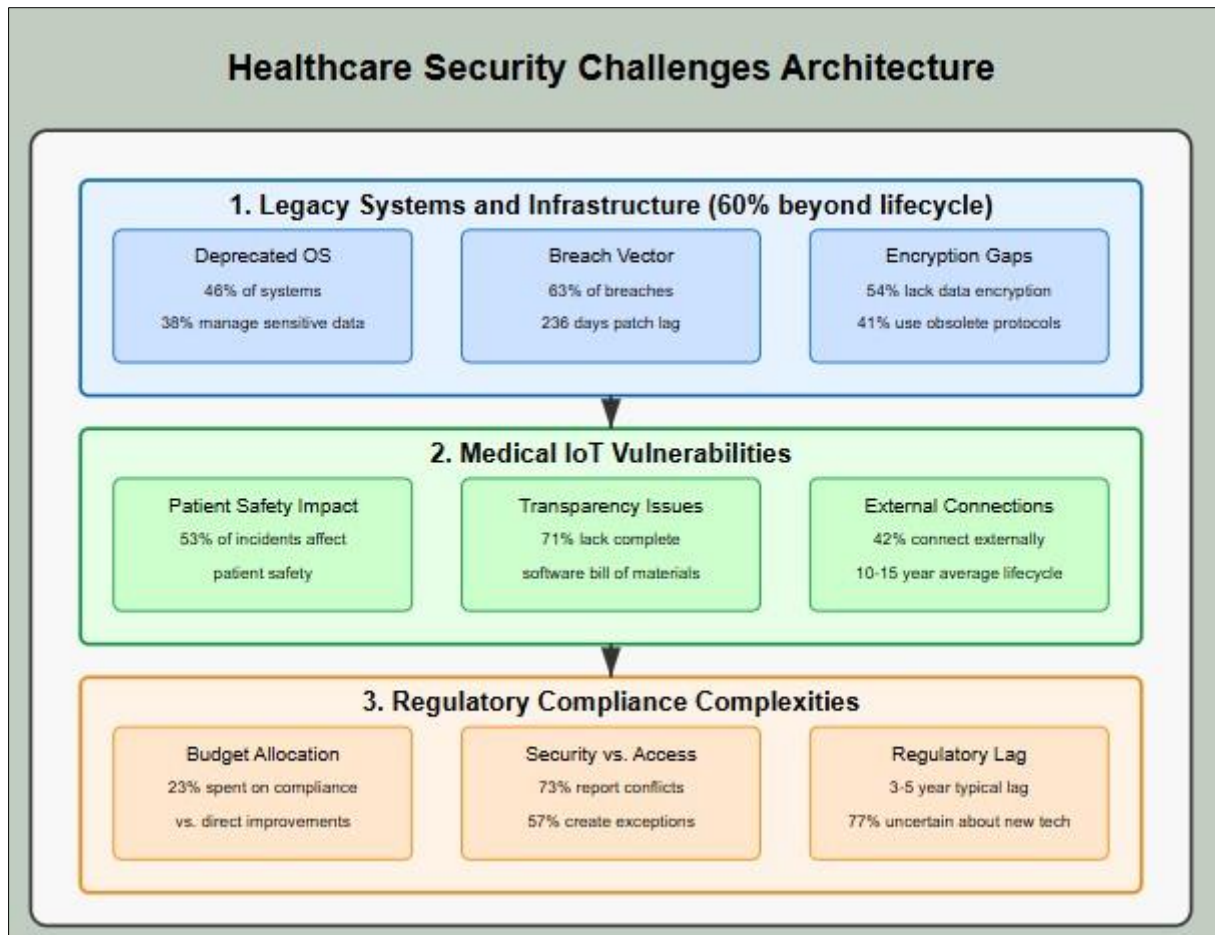 Healthcare Security Challenges Architecture
1. Legacy Systems and Infrastructure (60% beyond lifecycle)
Deprecated OS
46% of systems
38% manage sensitive data
Breach Vector
63% of breaches
236 days patch lag
Encryption Gaps
54% lack data encryption
41% use obsolete protocols
2. Medical IoT Vulnerabilities
Patient Safety Impact
53% of incidents affect
patient safety
Transparency Issues
71% lack complete
software bill of materials
External Connections
42% connect externally
10-15 year average lifecycle
3. Regulatory Compliance Complexities
Budget Allocation
23% spent on compliance
vs. direct improvements
Security vs. Access
73% report conflicts
57% create exceptions
Regulatory Lag
3-5 year typical lag
77% uncertain about new tech